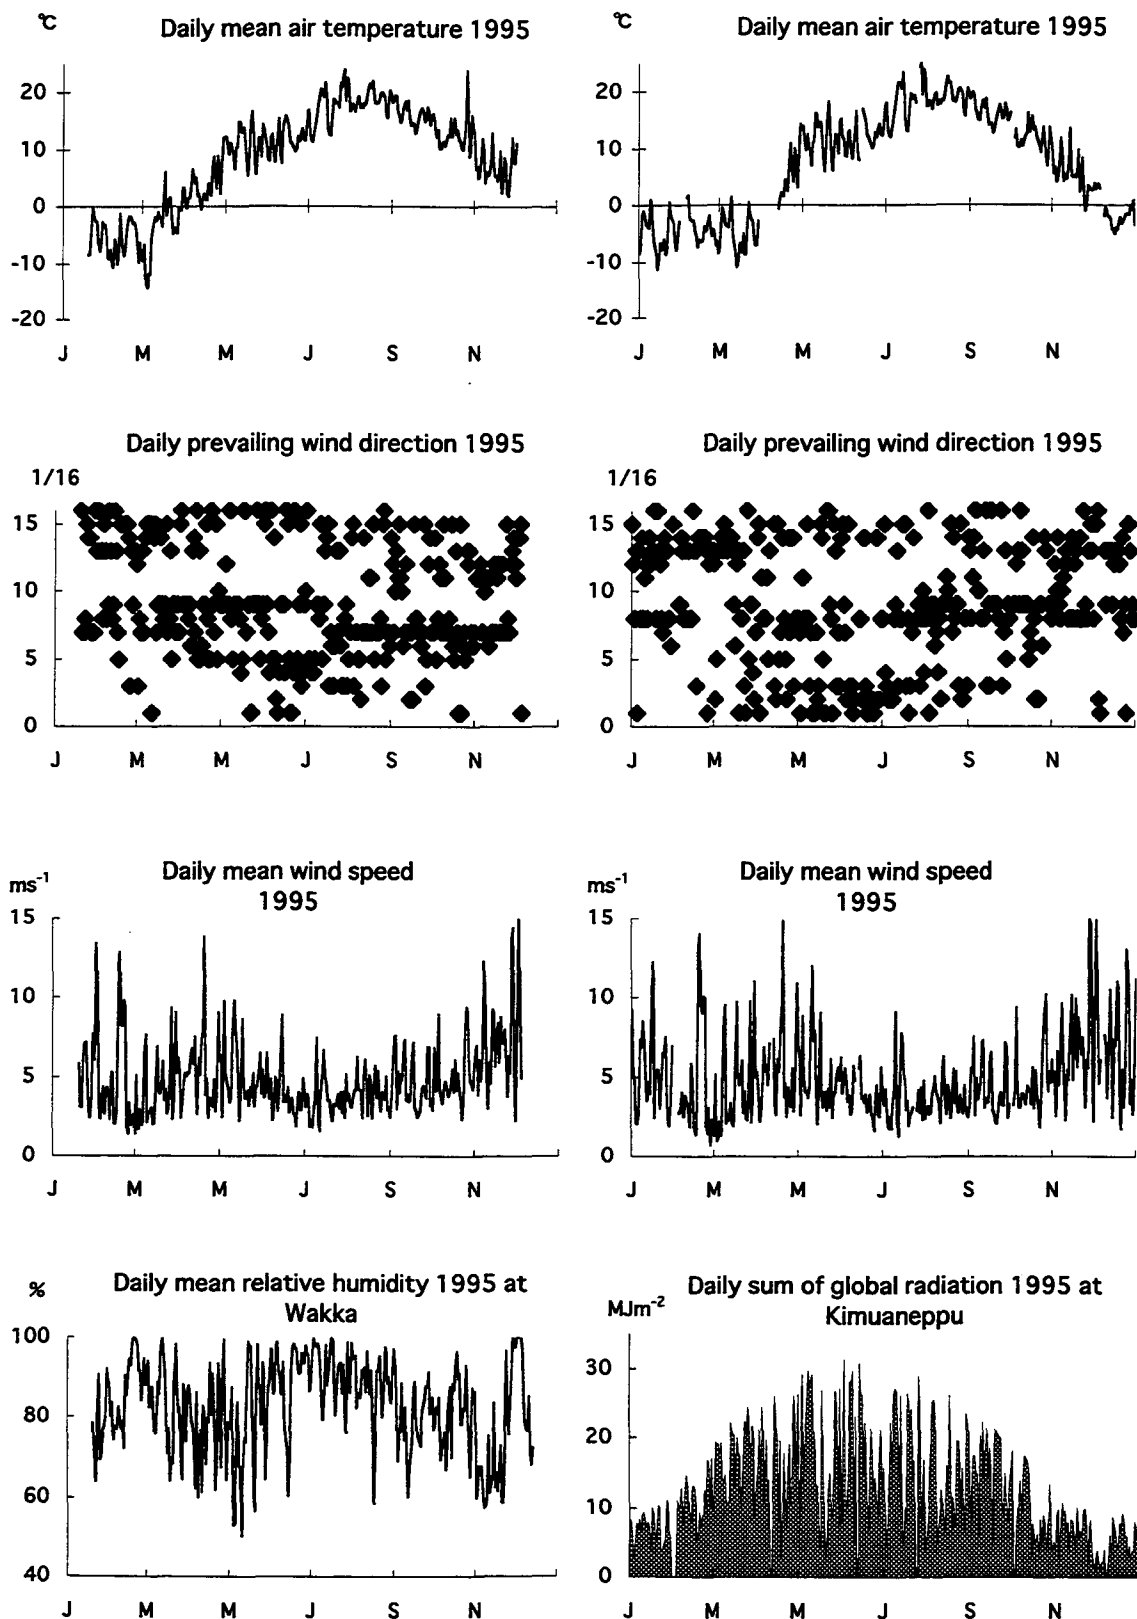 °C
Daily mean air temperature 1995
20
10
0
-10
-20
J M M J S N
°C
Daily mean air temperature 1995
20
10
0
-10
-20
J M M J S N
Daily prevailing wind direction 1995
1/16
15
10
5
0
J M M J S N
Daily prevailing wind direction 1995
1/16
15
10
5
0
J M M J S N
Daily mean wind speed
1995
ms-1
15
10
5
0
J M M J S N
Daily mean wind speed
1995
ms-1
15
10
5
0
J M M J S N
%
Daily mean relative humidity 1995 at
Wakka
100
80
60
40
J M M J S N
Daily sum of global radiation 1995 at
Kimuaneppu
MJm-2
30
20
10
0
J M M J S N